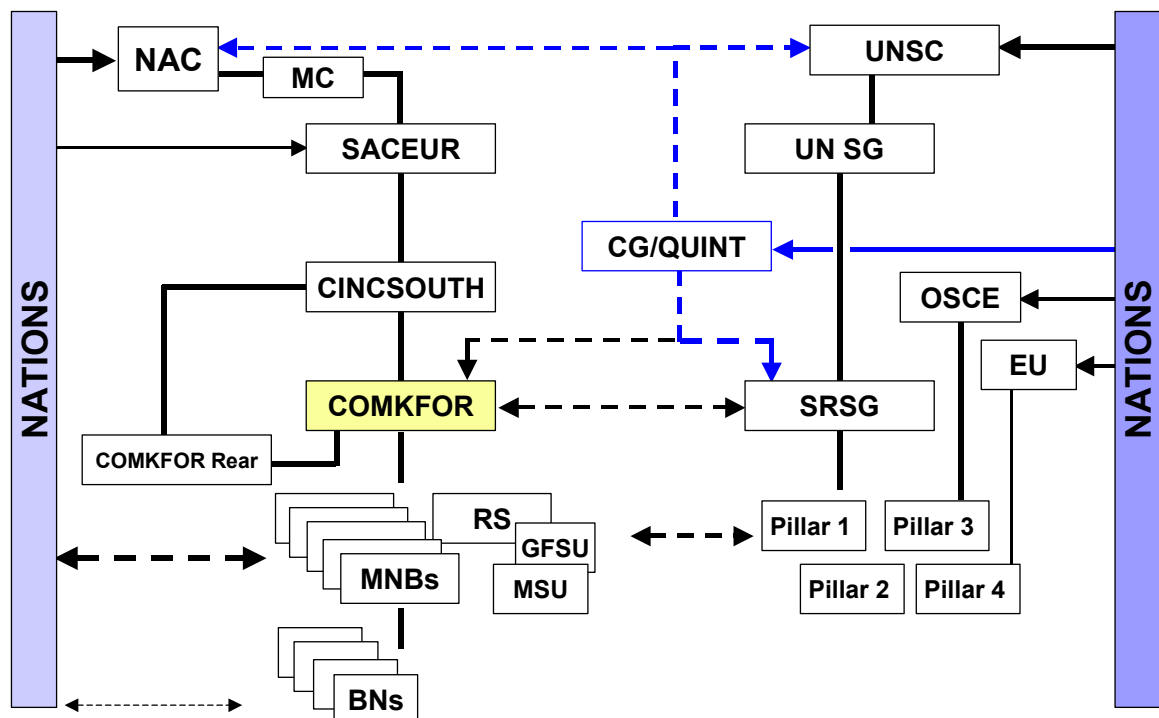 NATIONS
NAC
MC
UNSC
SACEUR
UN SG
CG/QUINT
CINCSOUTH
OSCE
EU
COMKFOR
SRSG
COMKFOR Rear
RS
GFSU
MSU
MNBs
BNs
Pillar 1
Pillar 3
Pillar 2
Pillar 4
NATIONS